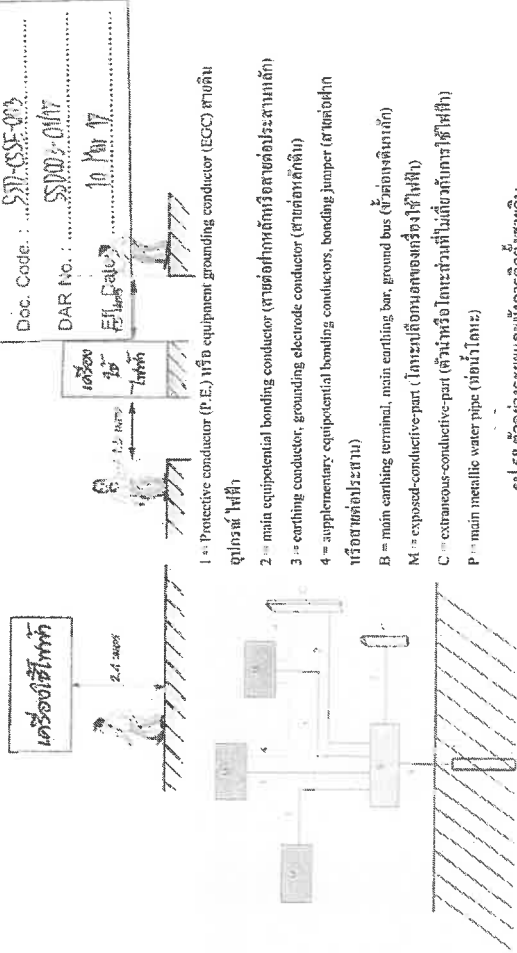 Doc. Code. : SSD-CSSF-003
DAR No. : SSD003-01/17
Eff. Date : 10 Mar 17
เครื่องใช้ไฟฟ้า
2.4 เมตร
1.5 เมตร
เครื่อง
ใช้
ไฟฟ้า
1 = Protective conductor (P.E.) หรือ equipment grounding conductor (EGC) สายดิน
อุปกรณ์ ไฟฟ้า
2 = main equipotential bonding conductor (สายต่อฝากหลักหรือสายต่อประสานหลัก)
3 = earthing conductor, grounding electrode conductor (สายต่อหลักดิน)
4 = supplementary equipotential bonding conductors, bonding jumper (สายต่อฝาก
หรือสายต่อประสาน)
B = main earthing terminal, main earthing bar, ground bus (ขั้วต่อลงดินหลัก)
M = exposed-conductive-part (โลหะเปลือกนอกของเครื่องใช้ไฟฟ้า)
C = extraneous-conductive-part (ตัวนำหรือโลหะส่วนที่ไม่เกี่ยวกับการใช้ไฟฟ้า)
P = main metallic water pipe (ท่อน้ำโลหะ)